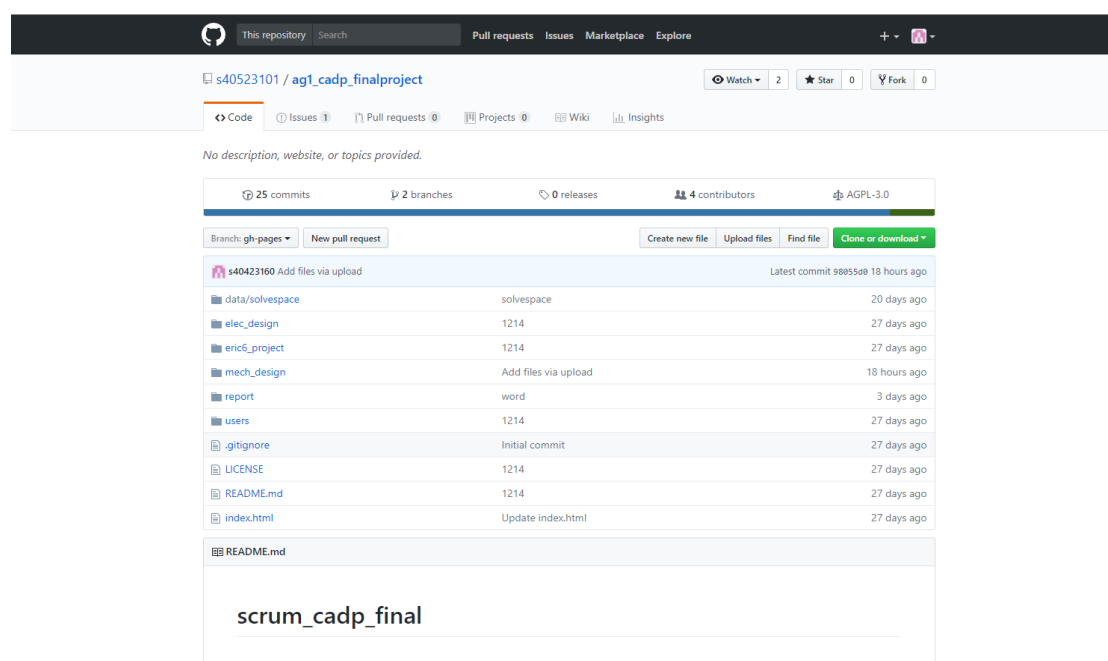 This repository Search Pull requests Issues Marketplace Explore
s40523101 / ag1_cadp_finalproject Watch 2 Star 0 Fork 0
Code Issues 1 Pull requests 0 Projects 0 Wiki Insights
No description, website, or topics provided.
25 commits 2 branches 0 releases 4 contributors AGPL-3.0
Branch: gh-pages New pull request Create new file Upload files Find file Clone or download
s40423160 Add files via upload Latest commit 98055d0 18 hours ago
data/solvespace solvespace 20 days ago
elec_design 1214 27 days ago
eric6_project 1214 27 days ago
mech_design Add files via upload 18 hours ago
report word 3 days ago
users 1214 27 days ago
.gitignore Initial commit 27 days ago
LICENSE 1214 27 days ago
README.md 1214 27 days ago
index.html Update index.html 27 days ago
README.md
scrum_cadp_final